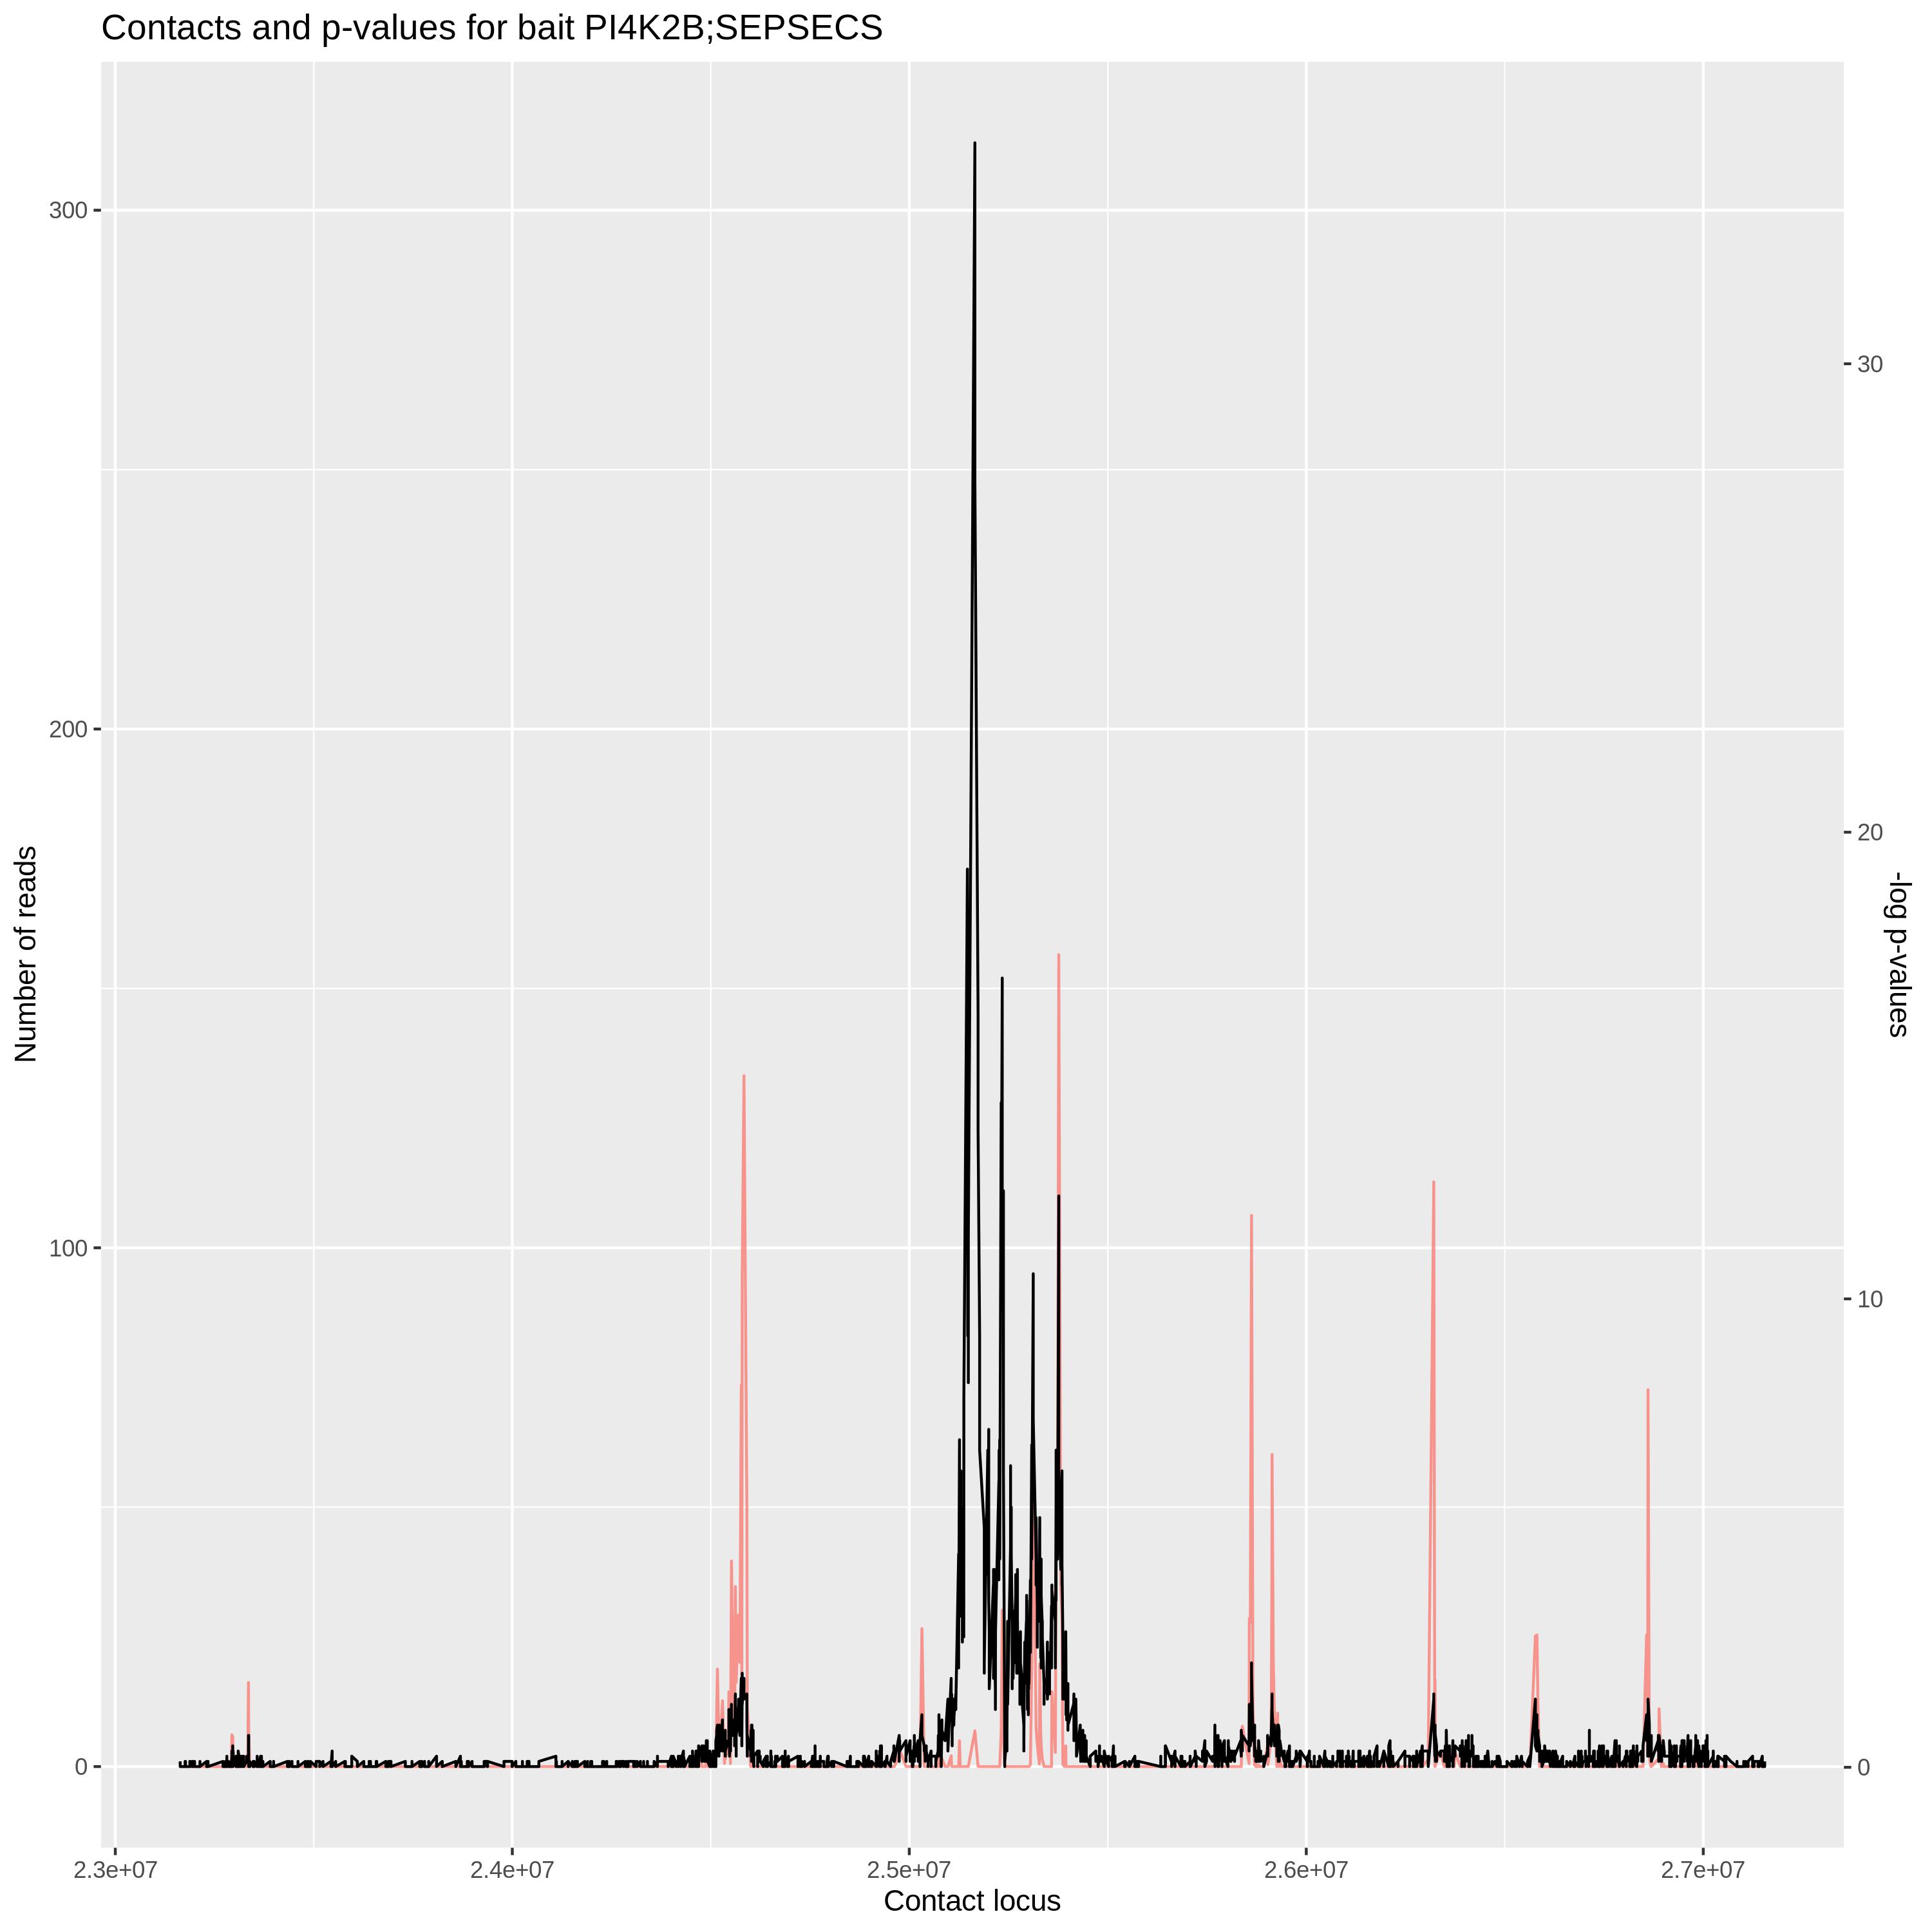 Contacts and p-values for bait PI4K2B;SEPSECS
300
200
100
0
Number of reads
30
20
10
0
-log p-values
2.3e+07
2.4e+07
2.5e+07
2.6e+07
2.7e+07
Contact locus